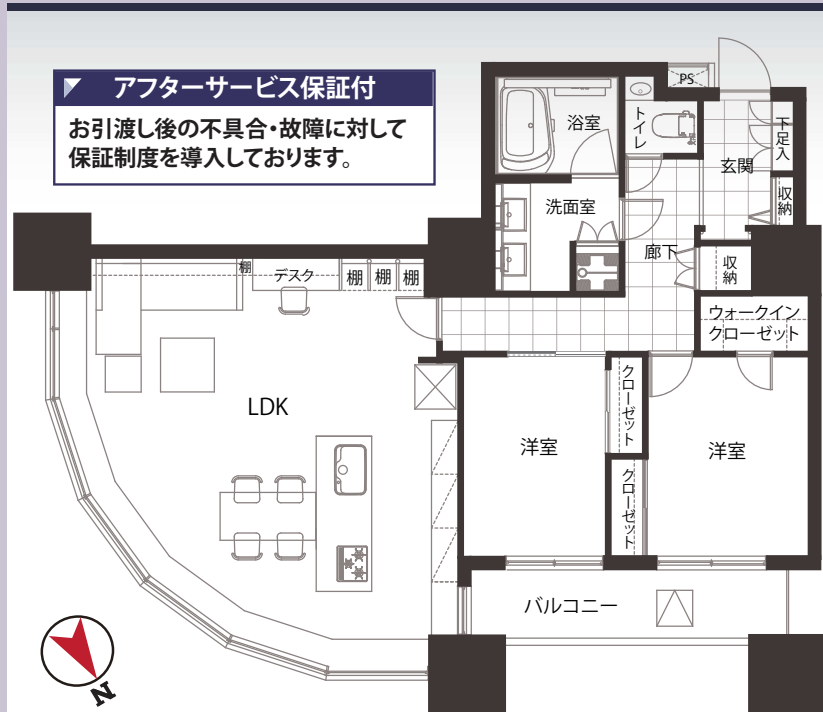 アフターサービス保証付
お引渡し後の不具合・故障に対して
保証制度を導入しております。
PS
浴室
トイレ
下足入
玄関
収納
洗面室
廊下
収納
棚
デスク
棚
棚
棚
ウォークイン
クローゼット
LDK
クローゼット
洋室
洋室
クローゼット
バルコニー
N